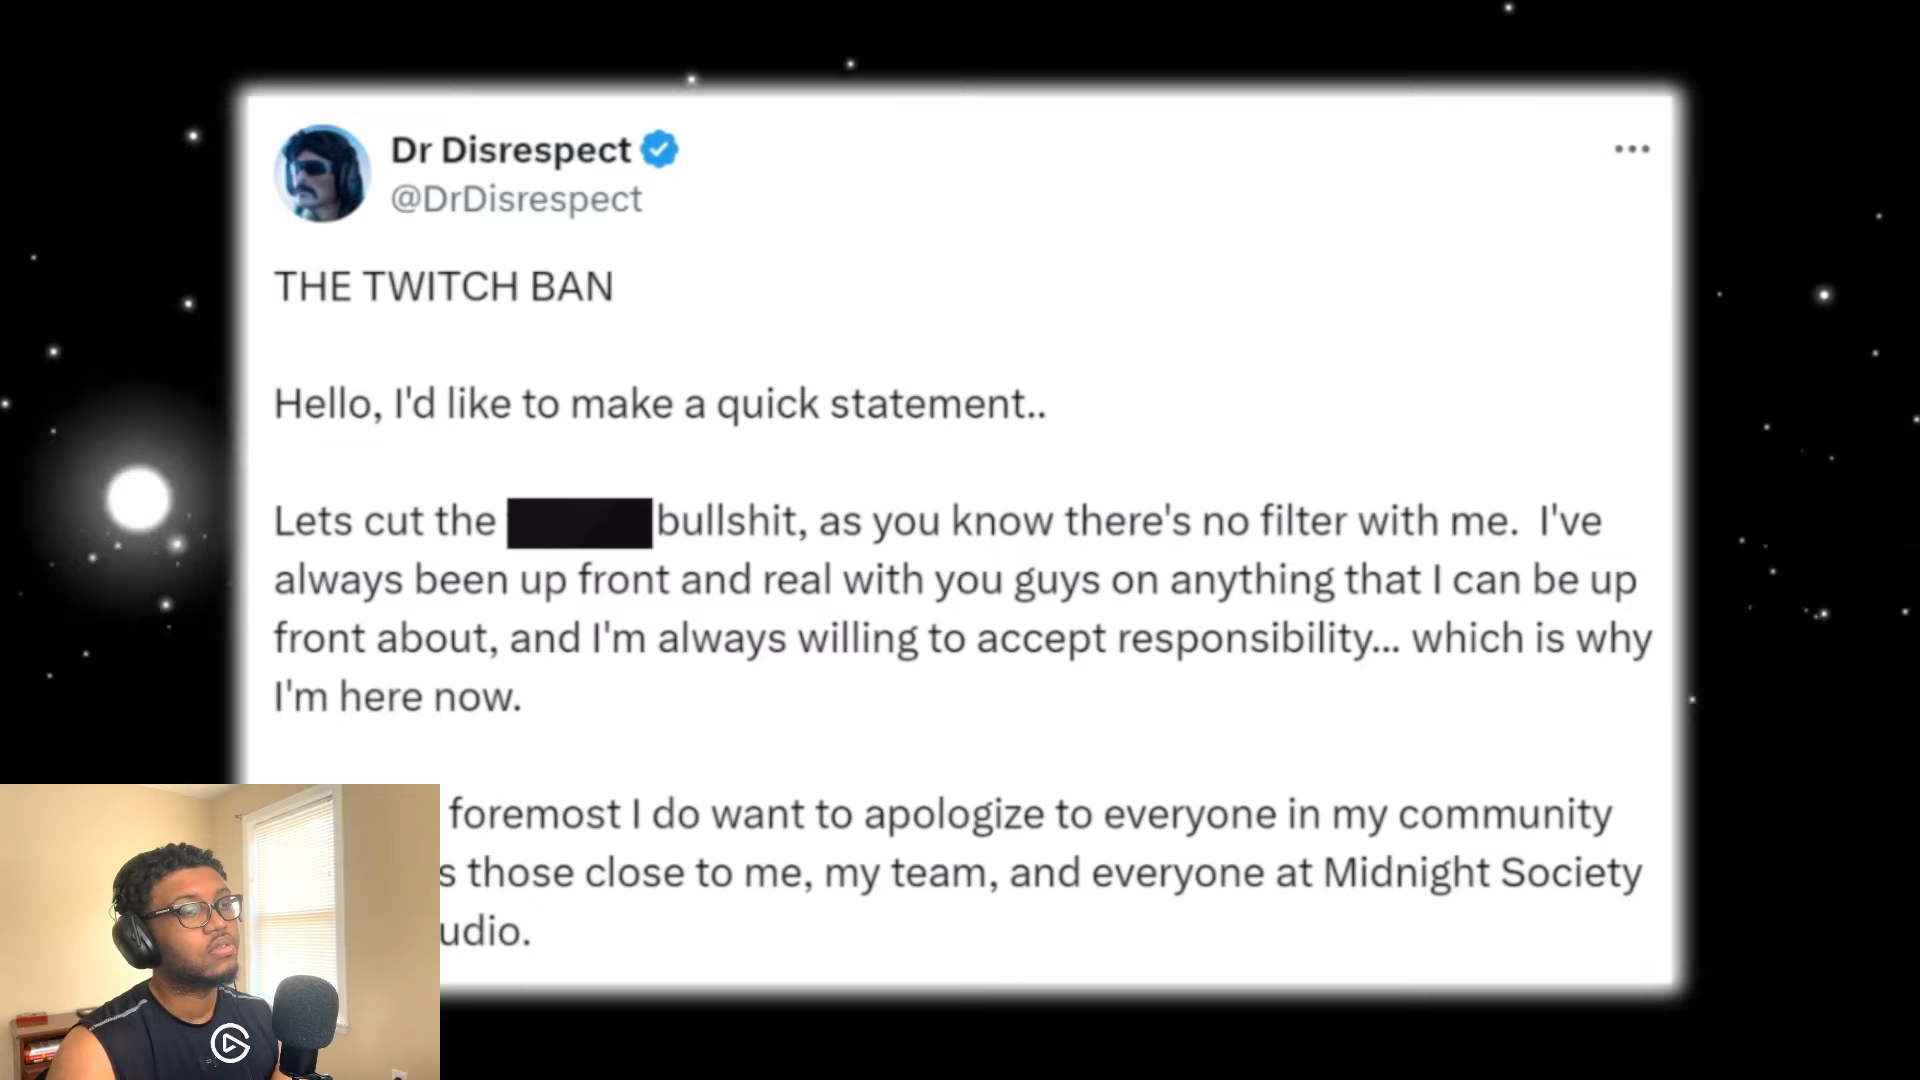 Dr Disrespect
@DrDisrespect
THE TWITCH BAN
Hello, I'd like to make a quick statement..
Lets cut the bullshit, as you know there's no filter with me. I've
always been up front and real with you guys on anything that I can be up
front about, and I'm always willing to accept responsibility... which is why
I'm here now.
foremost I do want to apologize to everyone in my community
s those close to me, my team, and everyone at Midnight Society
udio.